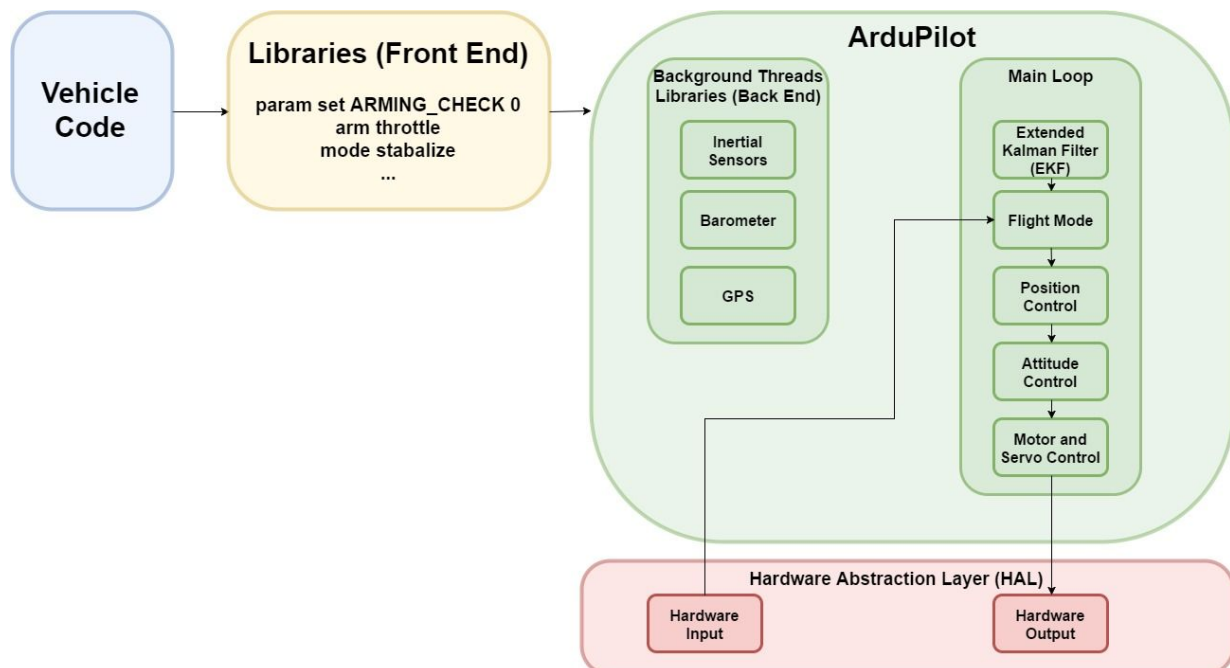 Vehicle
Code
Libraries (Front End)
param set ARMING_CHECK 0
arm throttle
mode stabalize
...
ArduPilot
Background Threads
Libraries (Back End)
Inertial
Sensors
Barometer
GPS
Main Loop
Extended
Kalman Filter
(EKF)
Flight Mode
Position
Control
Attitude
Control
Motor and
Servo Control
Hardware Abstraction Layer (HAL)
Hardware
Input
Hardware
Output